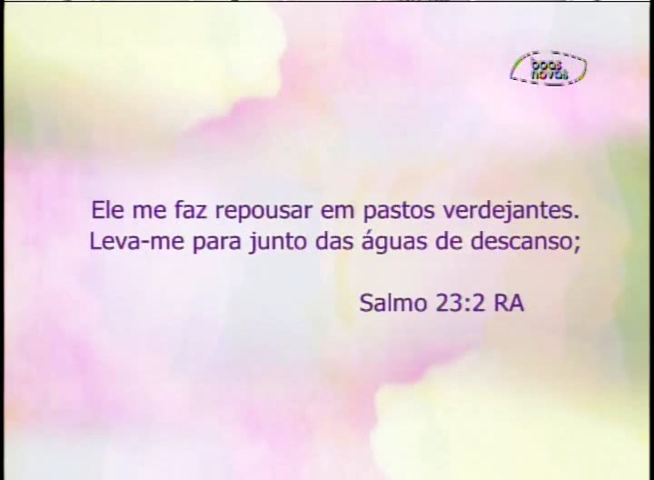 boas
novas
Ele me faz repousar em pastos verdejantes.
Leva-me para junto das águas de descanso;
Salmo 23:2 RA